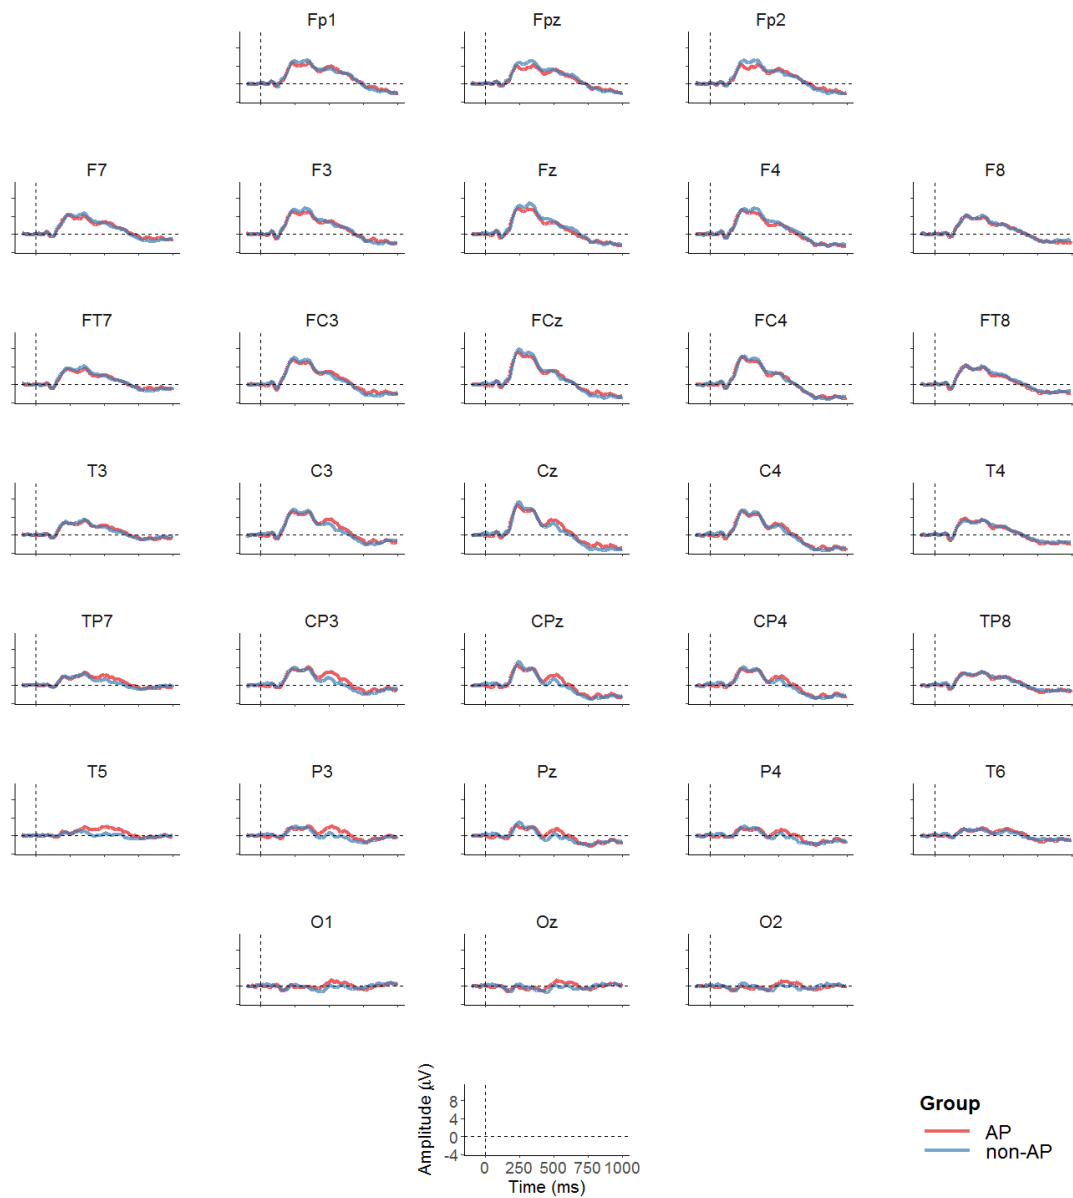 Fp1 Fpz Fp2
F7 F3 Fz F4 F8
FT7 FC3 FCz FC4 FT8
T3 C3 Cz C4 T4
TP7 CP3 CPz CP4 TP8
T5 P3 Pz P4 T6
O1 Oz O2
Amplitude (μV)
8
4
0
-4
0 250 500 750 1000
Time (ms)
Group
AP
non-AP